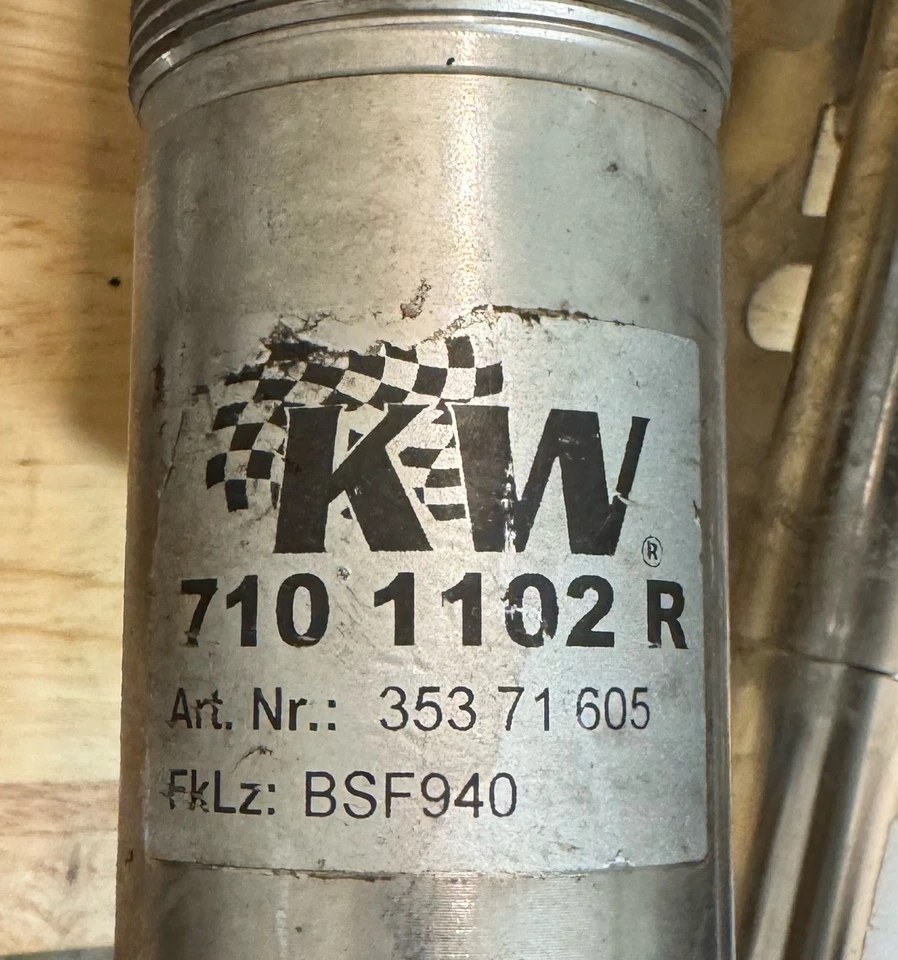 KW®
710 1102 R
Art. Nr.: 353 71 605
FkLz: BSF940